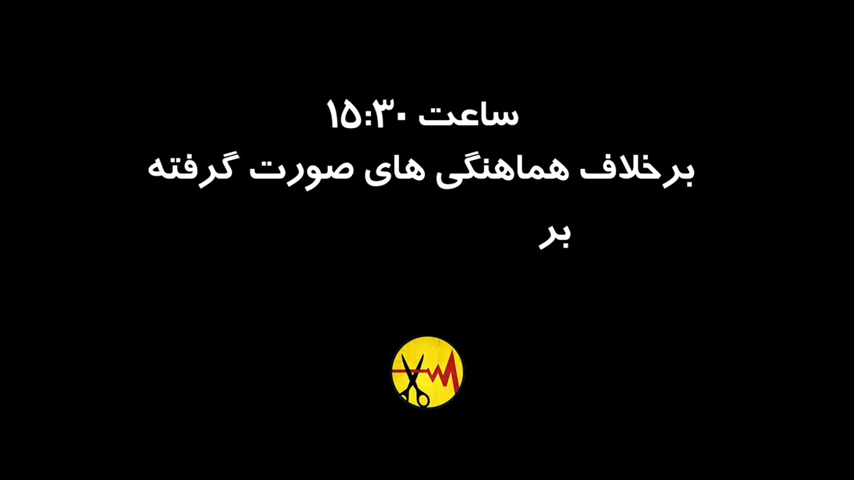 ساعت ۱۵:۳۰
برخلاف هماهنگی های صورت گرفته
بر